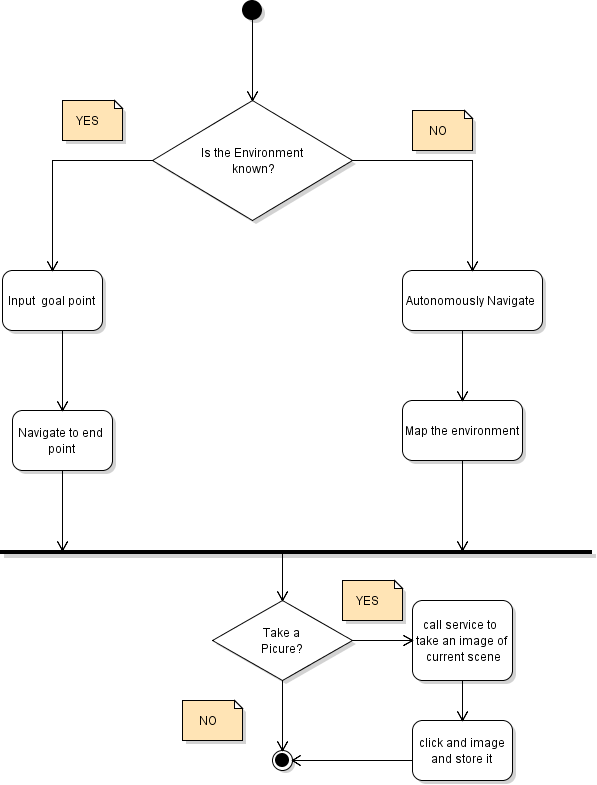 YES
NO
Is the Environment
known?
Input goal point
Autonomously Navigate
Navigate to end
point
Map the environment
YES
Take a
Picure?
call service to
take an image of
current scene
NO
click and image
and store it